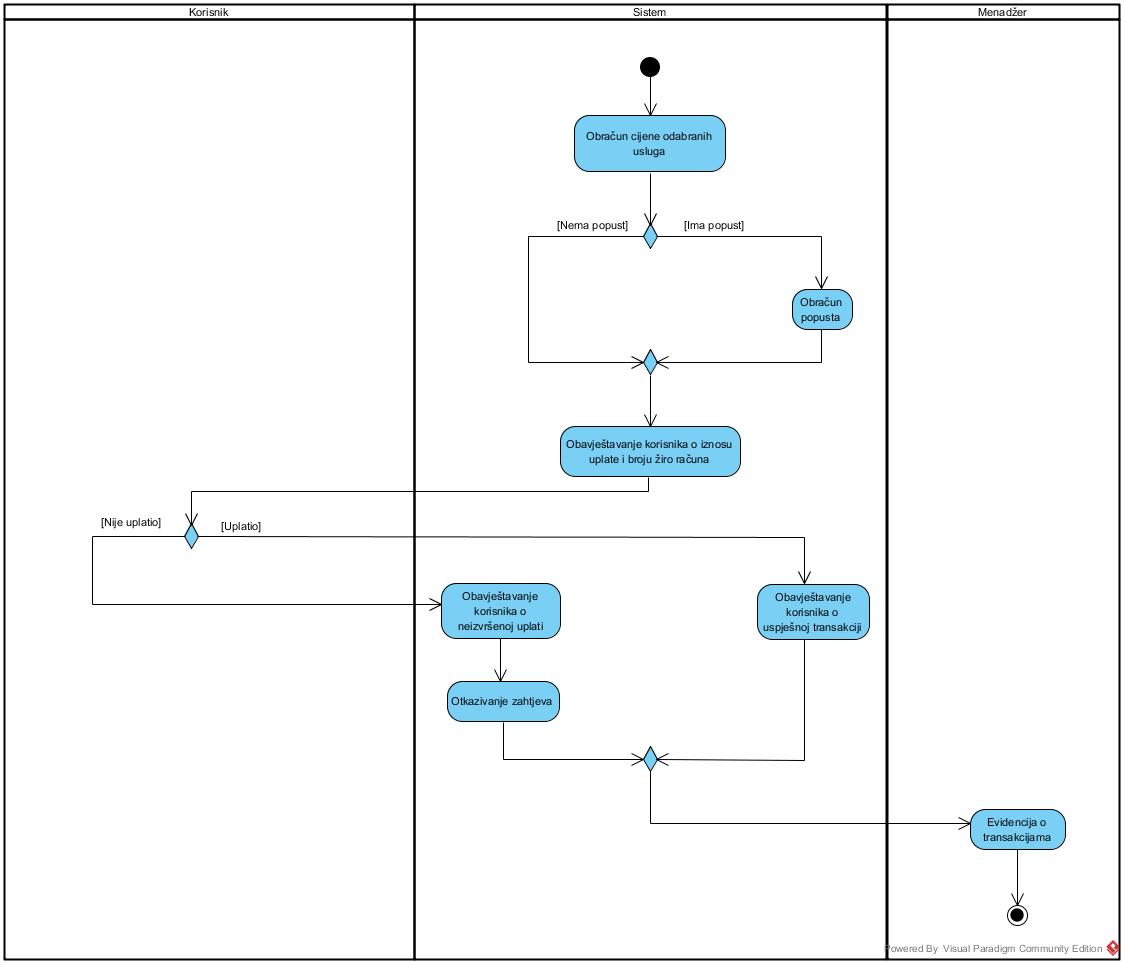 Korisnik
Sistem
Menadžer
Obračun cijene odabranih
usluga
[Nema popust]
[Ima popust]
Obračun
popusta
Obavještavanje korisnika o iznosu
uplate i broju žiro računa
[Nije uplatio]
[Uplatio]
Obavještavanje
korisnika o
neizvršenoj uplati
Obavještavanje
korisnika o
uspješnoj transakciji
Otkazivanje zahtjeva
Evidencija o
transakcijama
Powered By Visual Paradigm Community Edition